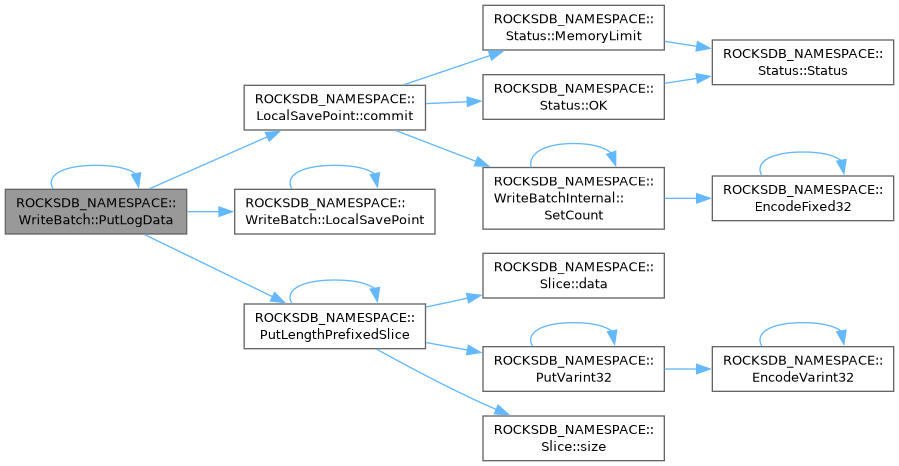 ROCKSDB_NAMESPACE::
WriteBatch::PutLogData
ROCKSDB_NAMESPACE::
LocalSavePoint::commit
ROCKSDB_NAMESPACE::
Status::MemoryLimit
ROCKSDB_NAMESPACE::
Status::Status
ROCKSDB_NAMESPACE::
Status::OK
ROCKSDB_NAMESPACE::
WriteBatchInternal::
SetCount
ROCKSDB_NAMESPACE::
EncodeFixed32
ROCKSDB_NAMESPACE::
WriteBatch::LocalSavePoint
ROCKSDB_NAMESPACE::
PutLengthPrefixedSlice
ROCKSDB_NAMESPACE::
Slice::data
ROCKSDB_NAMESPACE::
PutVarint32
ROCKSDB_NAMESPACE::
EncodeVarint32
ROCKSDB_NAMESPACE::
Slice::size